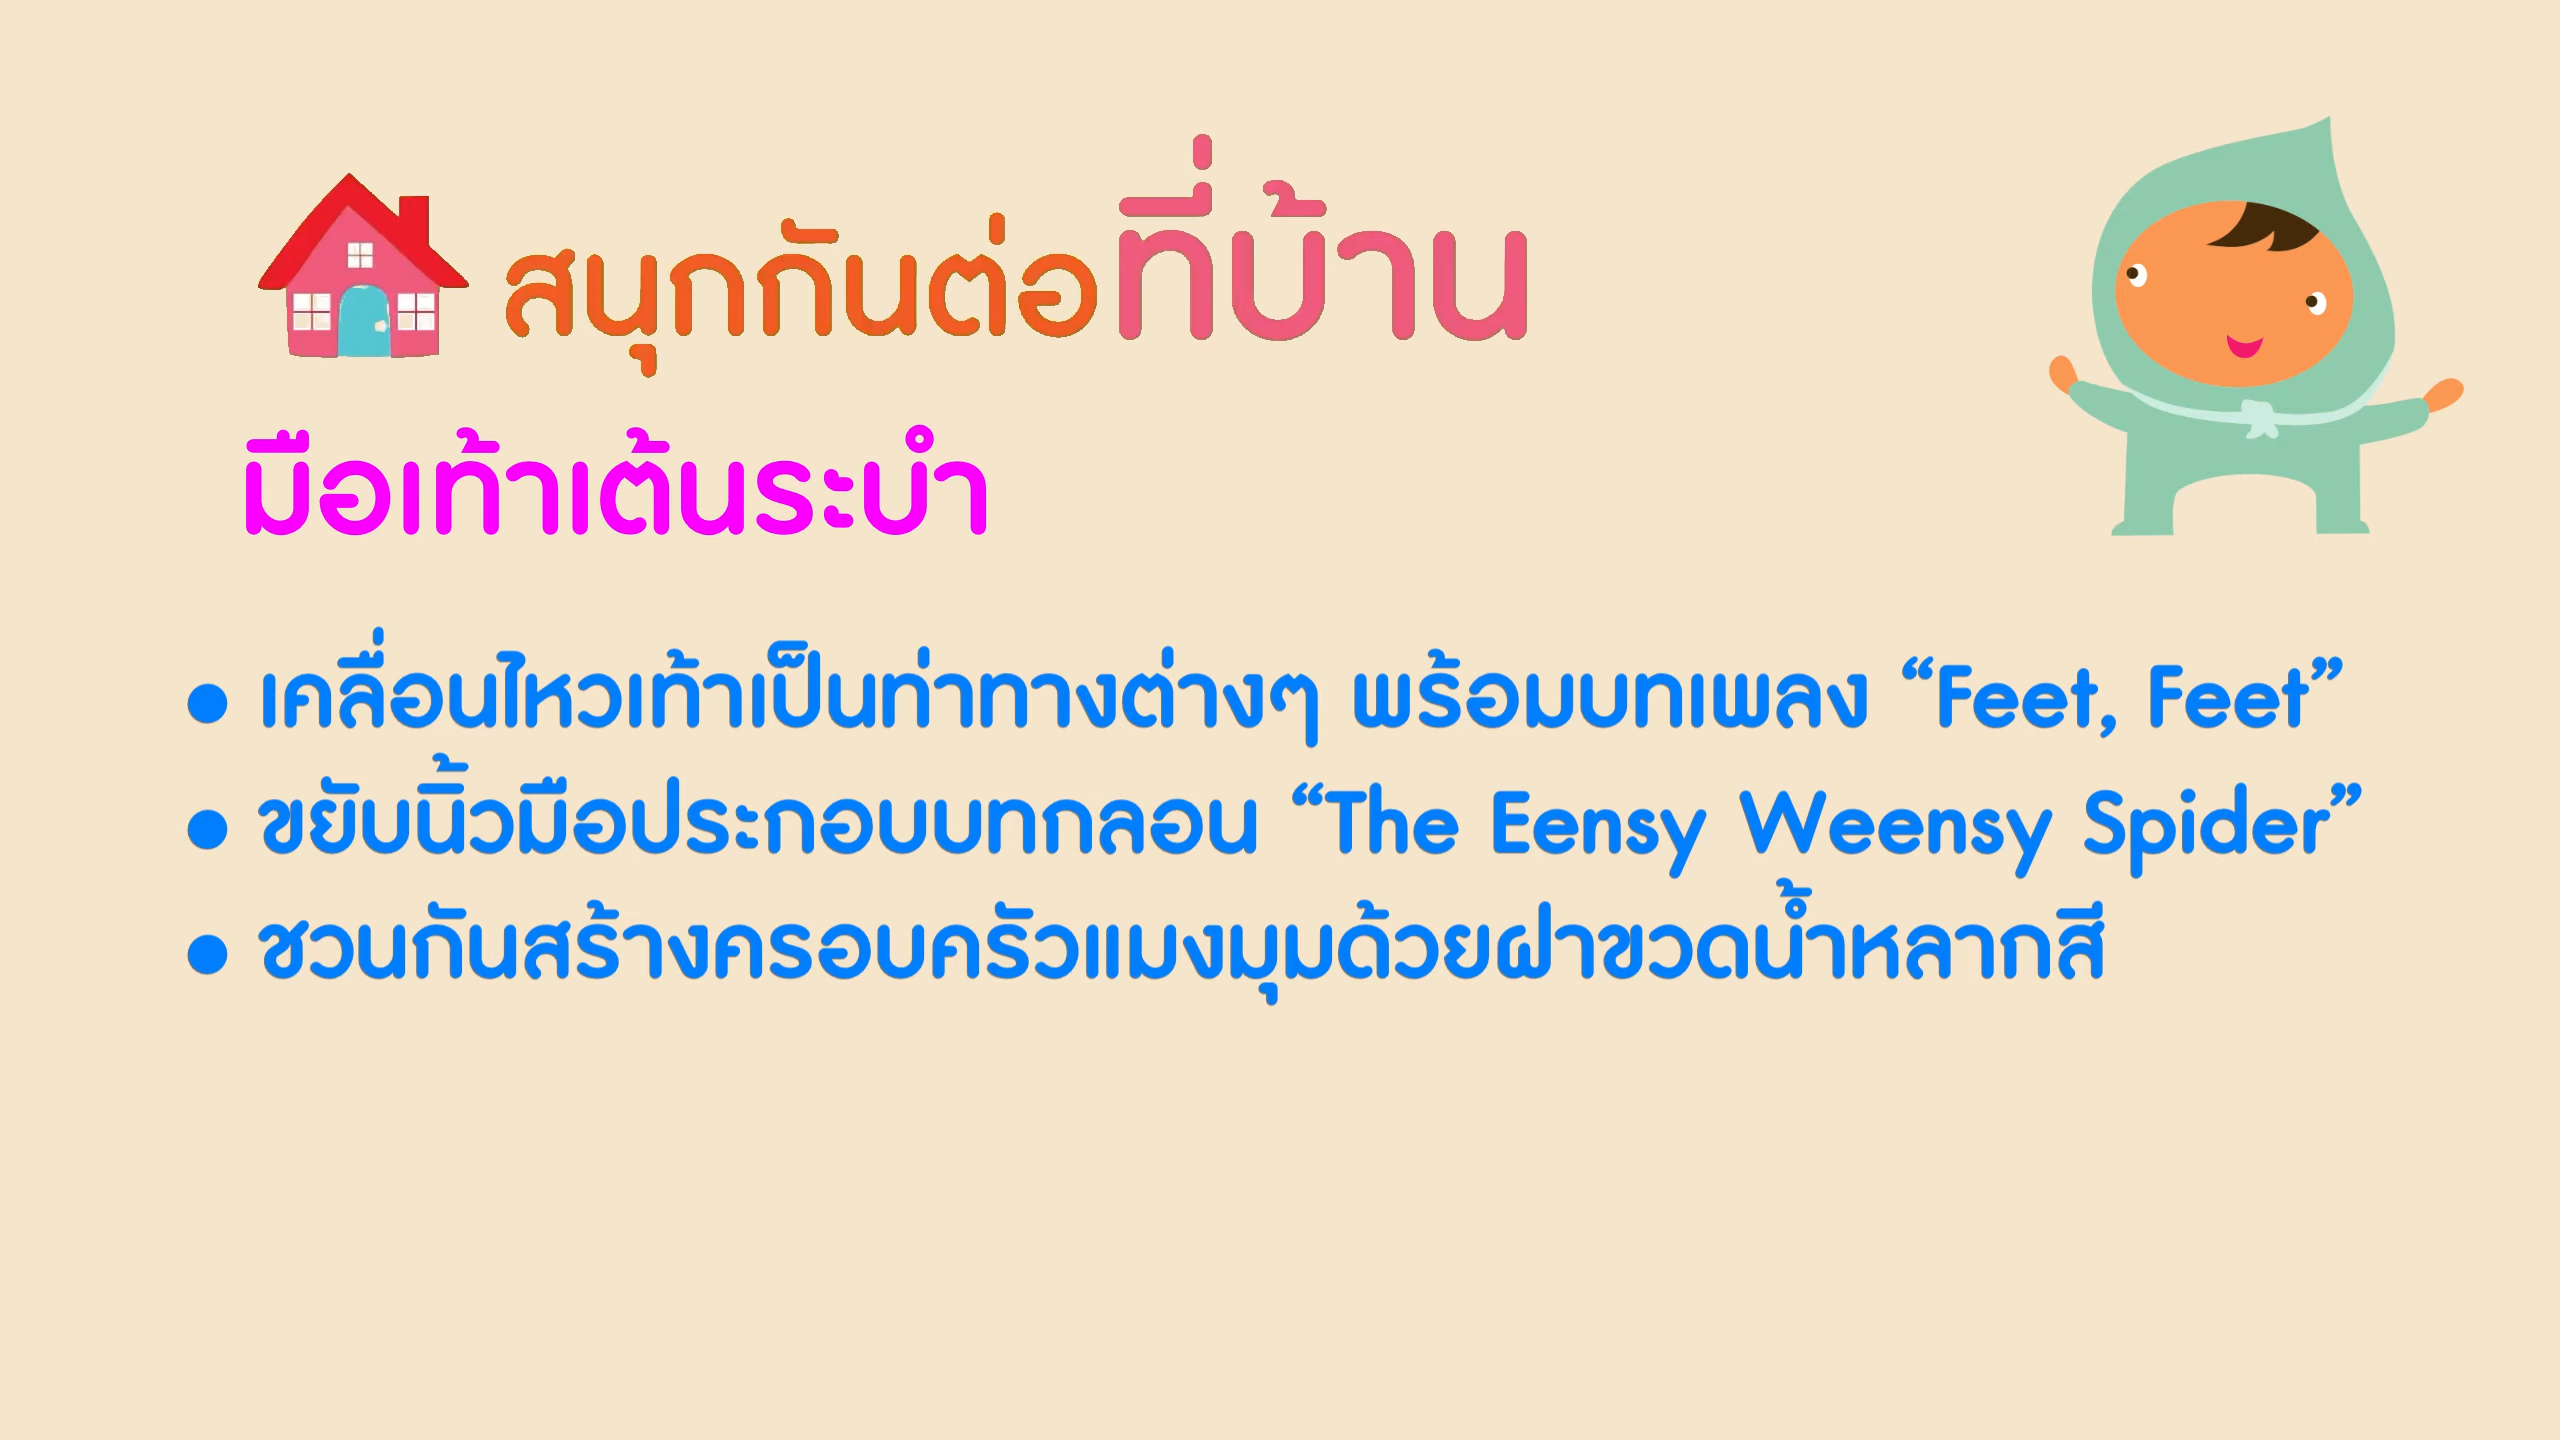 สนุกกันต่อที่บ้าน
มือเท้าเต้นระบำ
• เคลื่อนไหวเท้าเป็นท่าทางต่างๆ พร้อมบทเพลง “Feet, Feet”
• ขยับนิ้วมือประกอบบทกลอน “The Eensy Weensy Spider”
• ชวนกันสร้างครอบครัวแมงมุมด้วยฝาขวดน้ำหลากสี